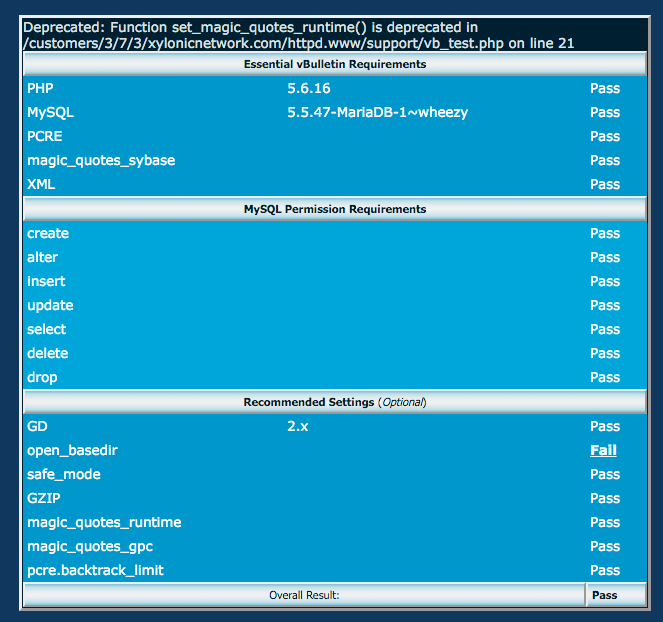 Deprecated: Function set_magic_quotes_runtime() is deprecated in
/customers/3/7/3/xylonicnetwork.com/httpd.www/support/vb_test.php on line 21
Essential vBulletin Requirements
PHP 5.6.16 Pass
MySQL 5.5.47-MariaDB-1~wheezy Pass
PCRE Pass
magic_quotes_sybase Pass
XML Pass
MySQL Permission Requirements
create Pass
alter Pass
insert Pass
update Pass
select Pass
delete Pass
drop Pass
Recommended Settings (Optional)
GD 2.x Pass
open_basedir Fail
safe_mode Pass
GZIP Pass
magic_quotes_runtime Pass
magic_quotes_gpc Pass
pcre.backtrack_limit Pass
Overall Result: Pass